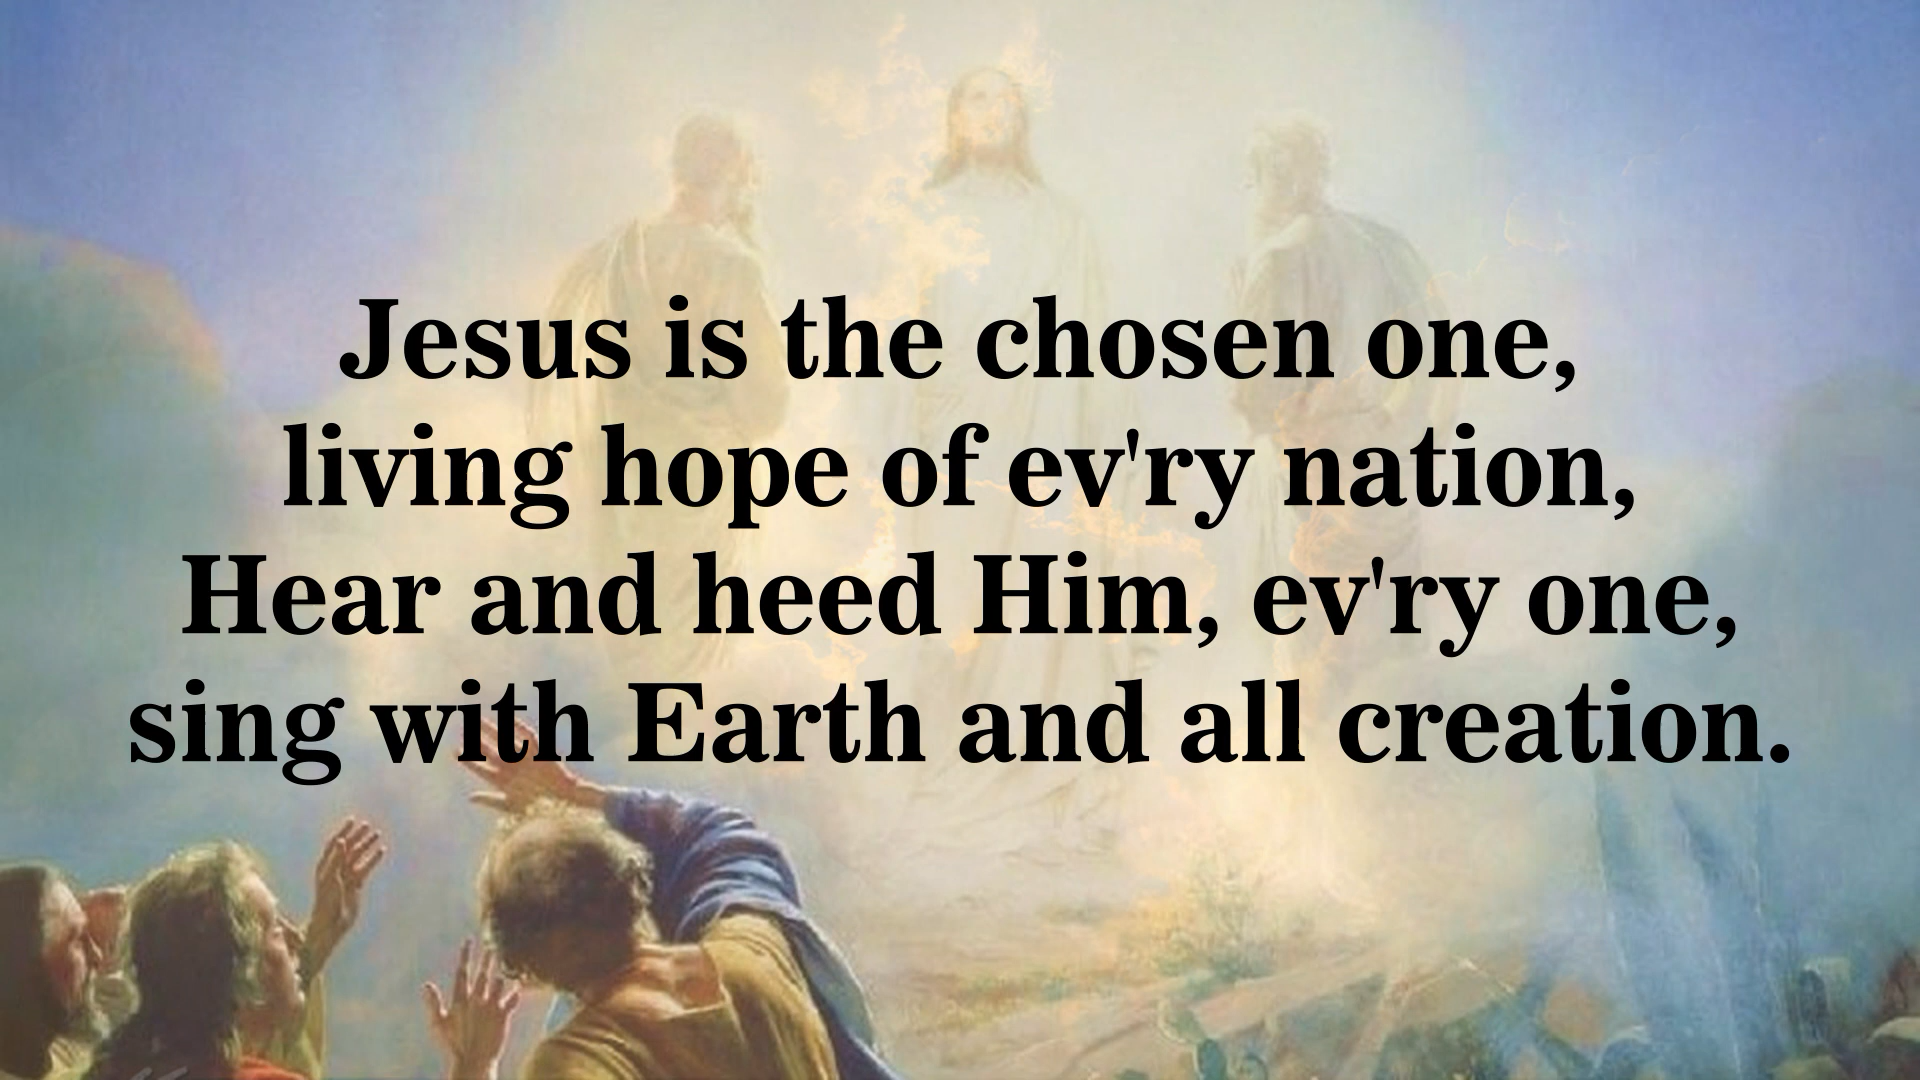 Jesus is the chosen one,
living hope of ev'ry nation,
Hear and heed Him, ev'ry one,
sing with Earth and all creation.